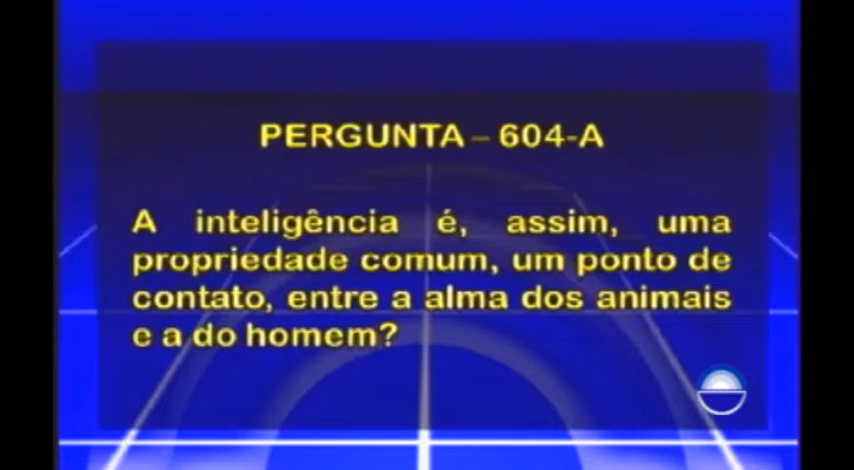 PERGUNTA – 604-A
A inteligência é, assim, uma
propriedade comum, um ponto de
contato, entre a alma dos animais
e a do homem?